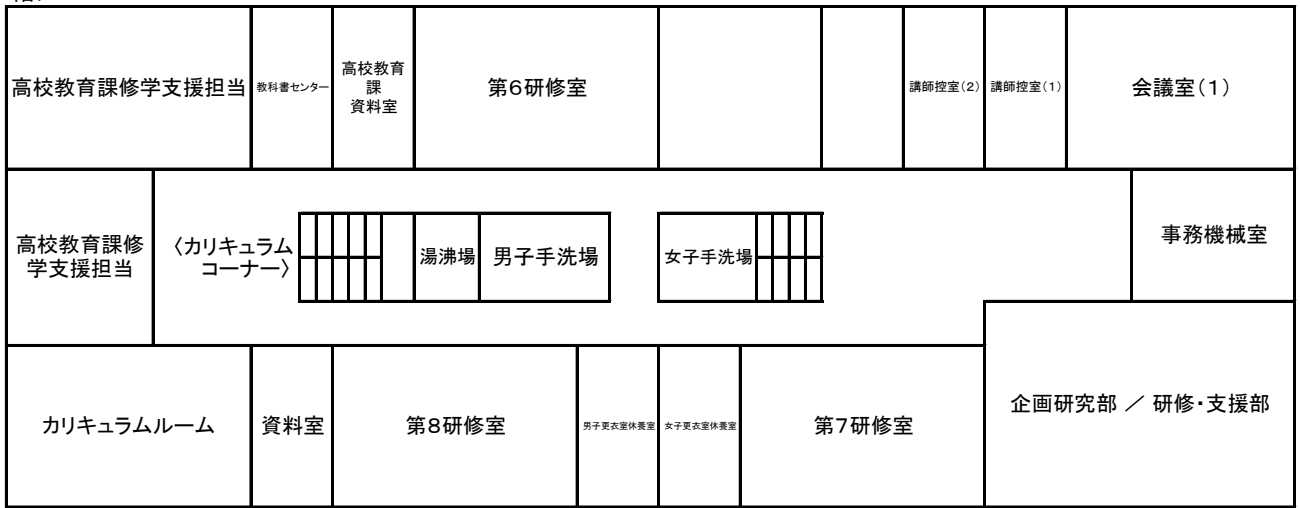 高校教育課修学支援担当
教科書センター
高校教育
課
資料室
第6研修室
講師控室(2)
講師控室(1)
会議室(1)
高校教育課修
学支援担当
〈カリキュラム
コーナー〉
湯沸場
男子手洗場
女子手洗場
事務機械室
カリキュラムルーム
資料室
第8研修室
男子更衣室休養室
女子更衣室休養室
第7研修室
企画研究部 ／ 研修・支援部